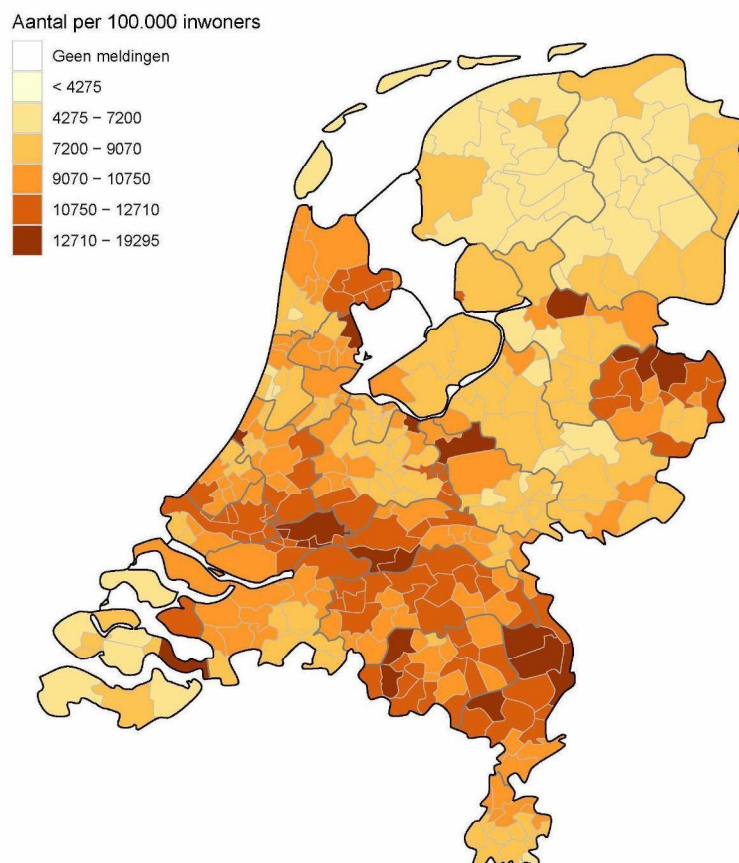 Aantal per 100.000 inwoners
Geen meldingen
< 4275
4275 − 7200
7200 − 9070
9070 − 10750
10750 − 12710
12710 − 19295